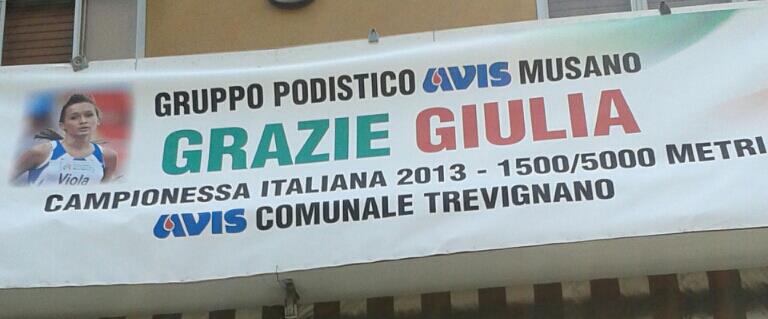 GRUPPO PODISTICO AVIS MUSANO
GRAZIE GIULIA
Viola
CAMPIONESSA ITALIANA 2013 - 1500/5000 METRI
AVIS COMUNALE TREVIGNANO